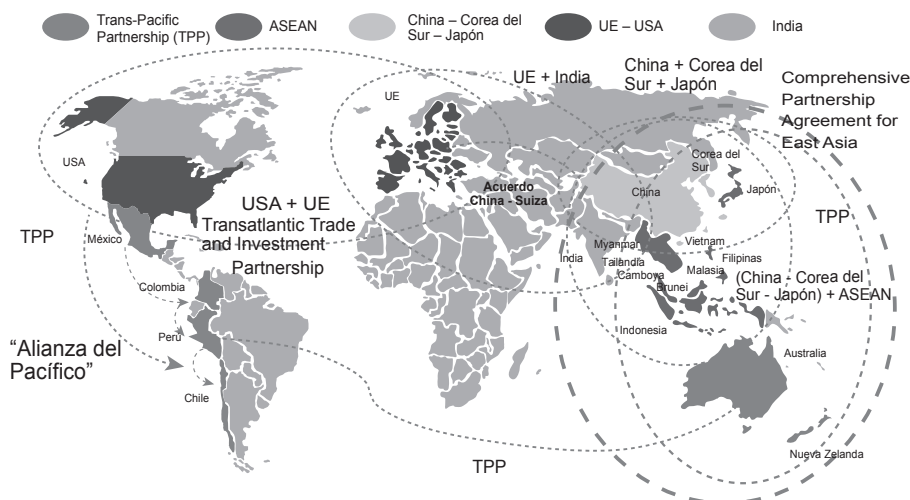 Trans-Pacific
Partnership (TPP)
ASEAN
China – Corea del
Sur – Japón
UE – USA
India
UE
UE + India
China + Corea del
Sur + Japón
Comprehensive
Partnership
Agreement for
East Asia
USA
Corea del
Sur
China
Japón
Acuerdo
China - Suiza
USA + UE
Transatlantic Trade
and Investment
Partnership
TPP
TPP
México
India
Myanmar
Vietnam
Tailandia
Filipinas
Camboya
Malasia
Brunei
(China - Corea del
Sur - Japón) + ASEAN
Colombia
Indonesia
Perú
“Alianza del
Pacífico”
Australia
Chile
Nueva Zelanda
TPP